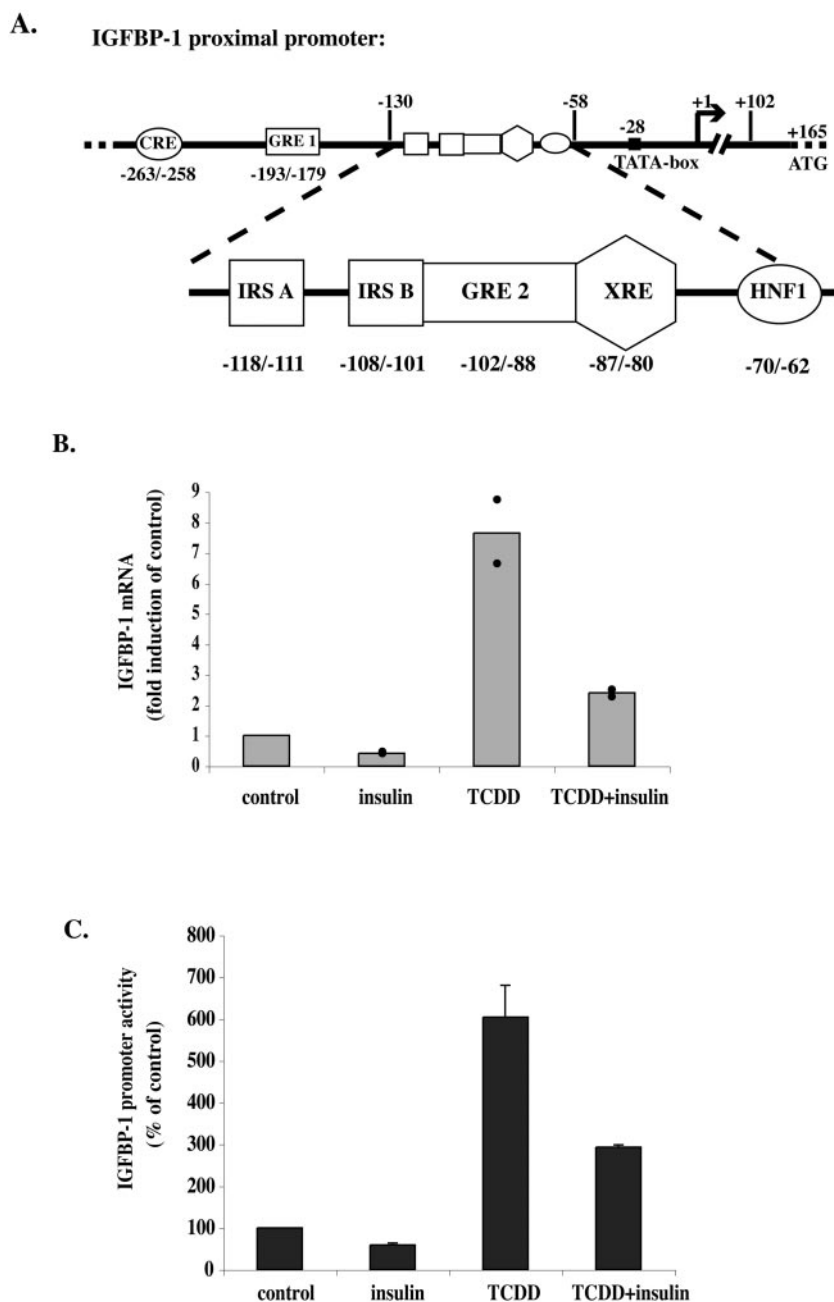 A.
IGFBP-1 proximal promoter:
-130 -58 +1 +102
CRE GRE 1 -28 +165
-263/-258 -193/-179 TATA-box ATG
IRS A IRS B GRE 2 XRE HNF1
-118/-111 -108/-101 -102/-88 -87/-80 -70/-62
B.
IGFBP-1 mRNA
(fold induction of control)
9
8
7
6
5
4
3
2
1
0
control insulin TCDD TCDD+insulin
C.
IGFBP-1 promoter activity
(% of control)
800
700
600
500
400
300
200
100
0
control insulin TCDD TCDD+insulin